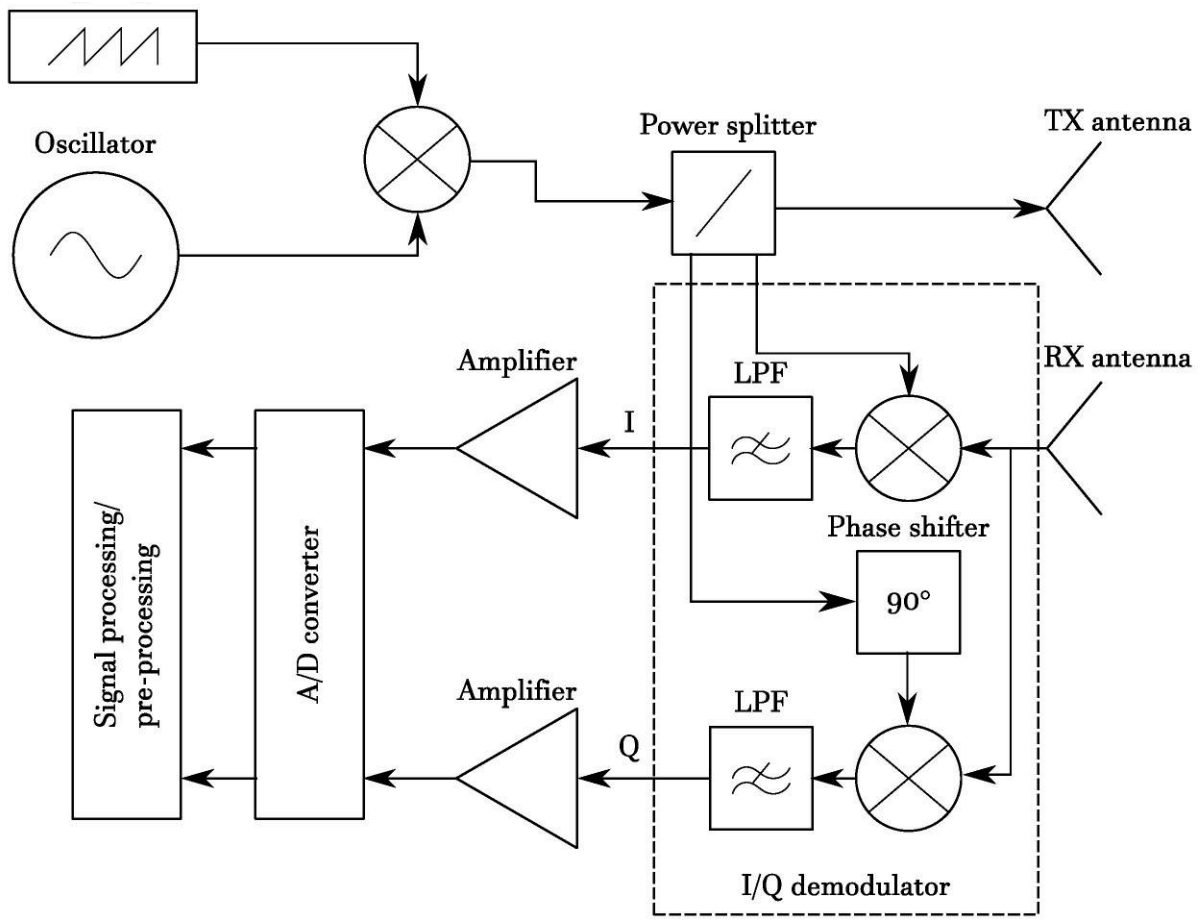 Oscillator
Power splitter
TX antenna
RX antenna
Amplifier
LPF
I
Phase shifter
90°
Signal processing/
pre-processing
A/D converter
Amplifier
LPF
Q
I/Q demodulator